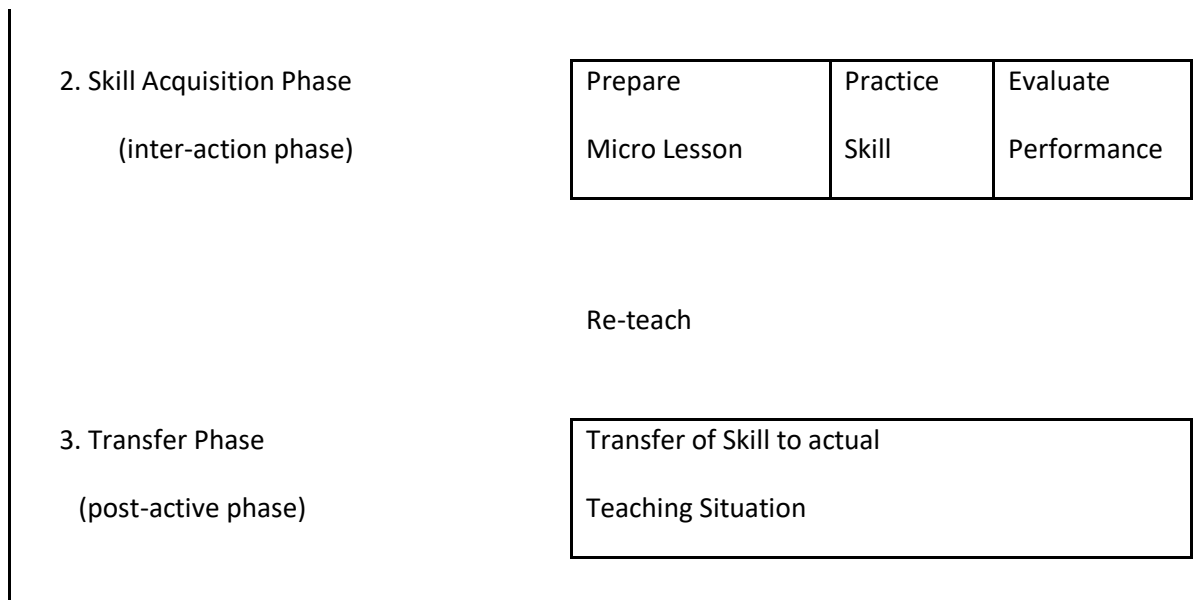 2. Skill Acquisition Phase
Prepare Practice Evaluate
(inter-action phase)
Micro Lesson Skill Performance
Re-teach
3. Transfer Phase
Transfer of Skill to actual
(post-active phase)
Teaching Situation